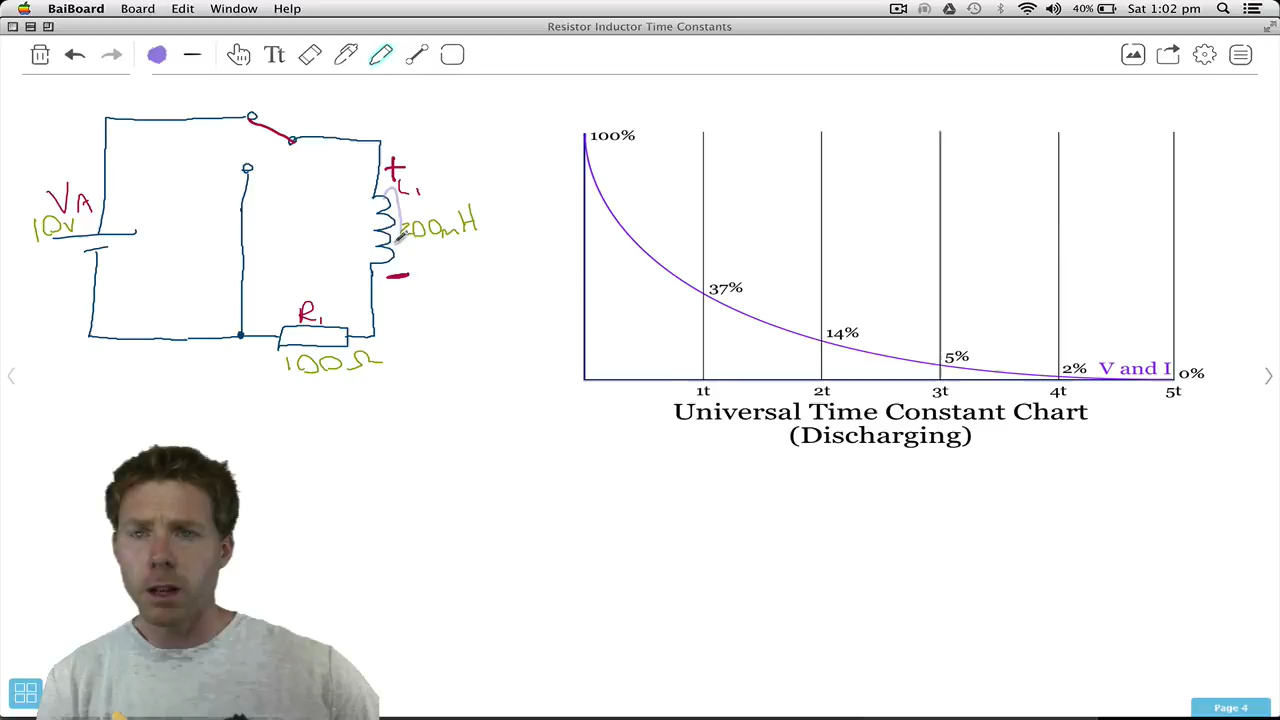 BaiBoard Board Edit Window Help 40% Sat 1:02 pm
Resistor Inductor Time Constants
Tt
VA
10v
+
L1
00mH
-
R1
100Ω
100%
37%
14%
5%
2%
V and I
0%
1t 2t 3t 4t 5t
Universal Time Constant Chart
(Discharging)
Page 4